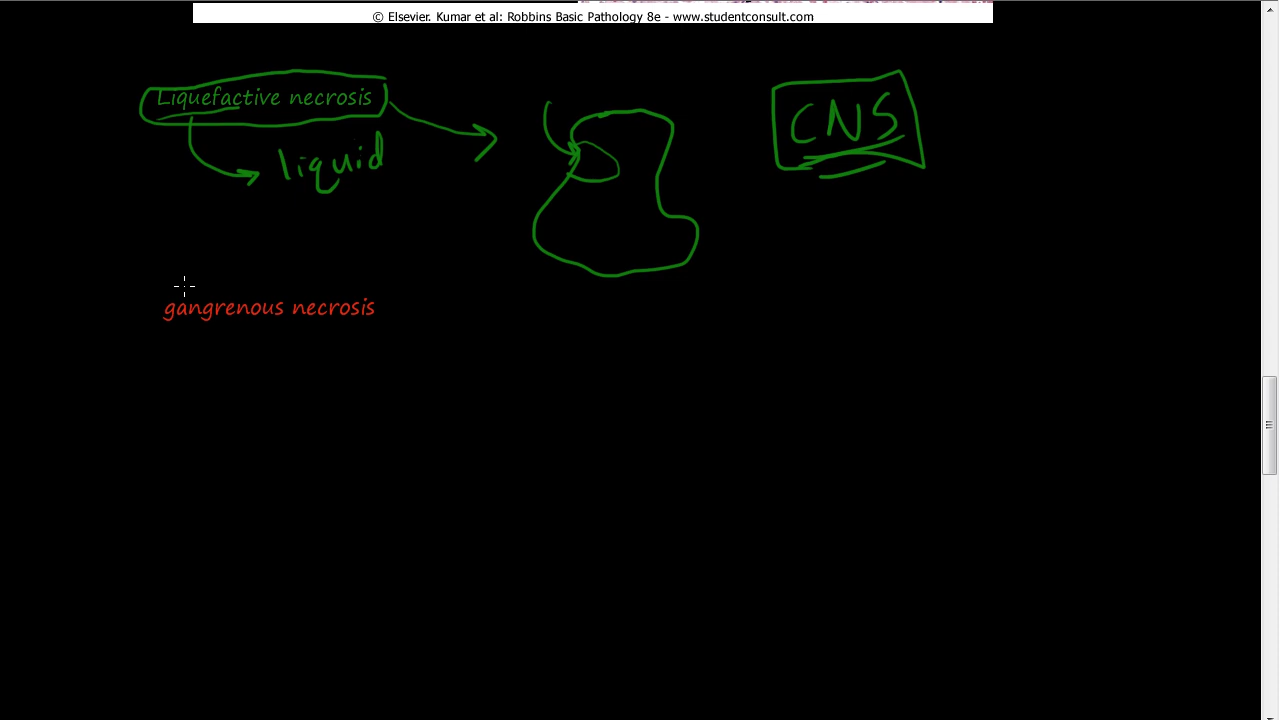 © Elsevier. Kumar et al: Robbins Basic Pathology 8e - www.studentconsult.com
Liquefactive necrosis
CNS
liquid
gangrenous necrosis